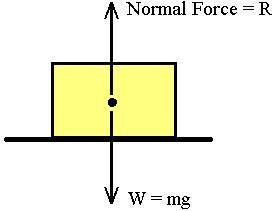 Normal Force = R
W = mg